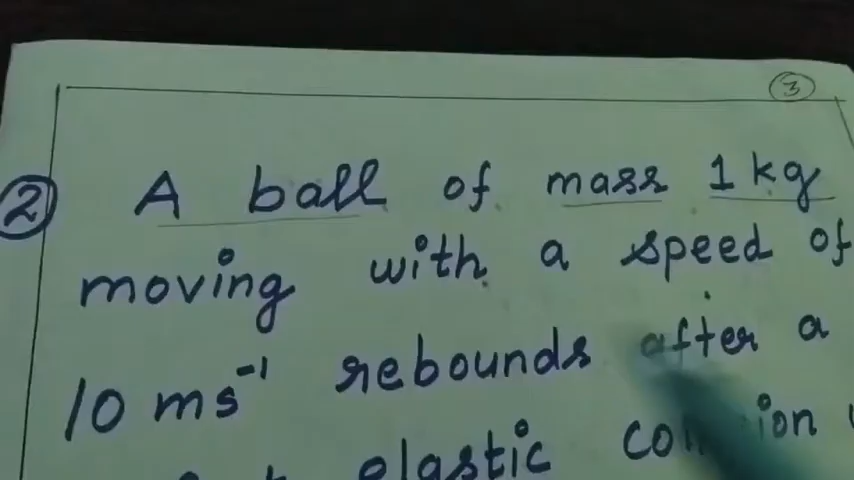 3
2 A ball of mass 1 kg
moving with a speed of
10 ms⁻¹ rebounds after a
elastic